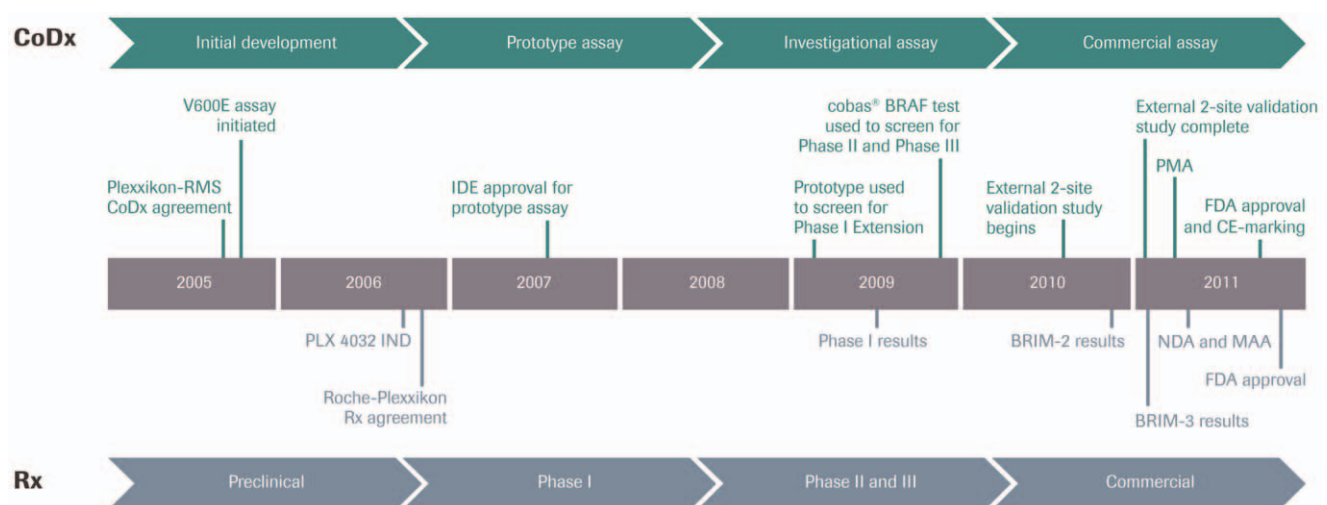 CoDx
Initial development
Prototype assay
Investigational assay
Commercial assay
V600E assay
initiated
cobas® BRAF test
used to screen for
Phase II and Phase III
External 2-site validation
study complete
Plexxikon-RMS
CoDx agreement
IDE approval for
prototype assay
Prototype used
to screen for
Phase I Extension
External 2-site
validation study
begins
PMA
FDA approval
and CE-marking
2005
2006
2007
2008
2009
2010
2011
PLX 4032 IND
Phase I results
BRIM-2 results
NDA and MAA
Roche-Plexxikon
Rx agreement
FDA approval
BRIM-3 results
Rx
Preclinical
Phase I
Phase II and III
Commercial